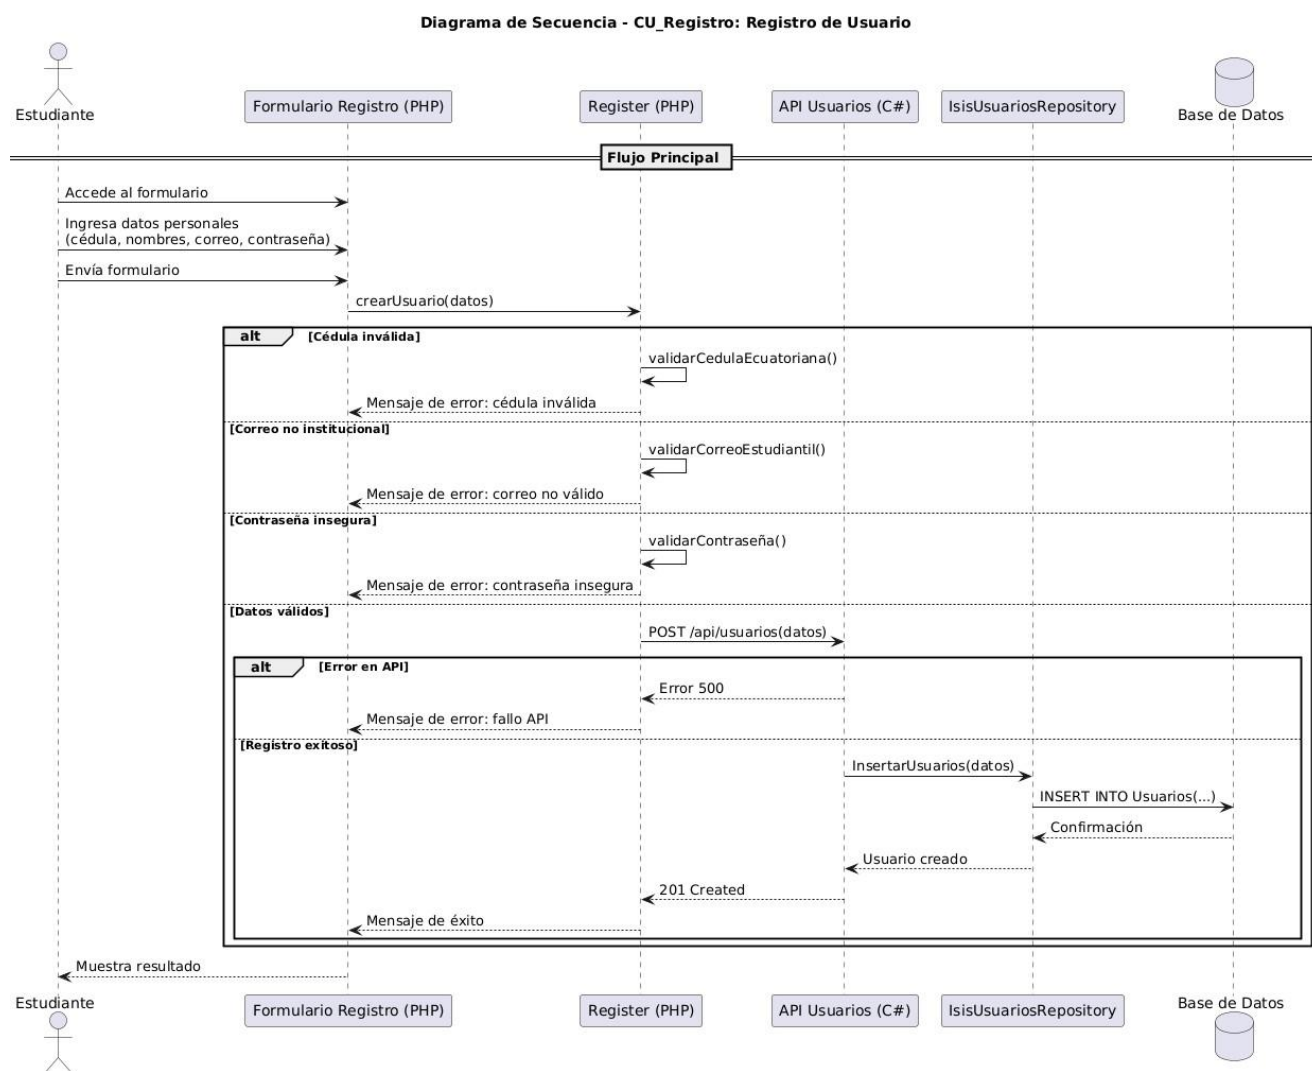 Diagrama de Secuencia - CU_Registro: Registro de Usuario
Estudiante
Formulario Registro (PHP)
Register (PHP)
API Usuarios (C#)
IsisUsuariosRepository
Base de Datos
Flujo Principal
Accede al formulario
Ingresa datos personales
(cédula, nombres, correo, contraseña)
Envía formulario
crearUsuario(datos)
alt
[Cédula inválida]
validarCedulaEcuatoriana()
Mensaje de error: cédula inválida
[Correo no institucional]
validarCorreoEstudiantil()
Mensaje de error: correo no válido
[Contraseña insegura]
validarContraseña()
Mensaje de error: contraseña insegura
[Datos válidos]
POST /api/usuarios(datos)
alt
[Error en API]
Error 500
Mensaje de error: fallo API
[Registro exitoso]
InsertarUsuarios(datos)
INSERT INTO Usuarios(...)
Confirmación
Usuario creado
201 Created
Mensaje de éxito
Muestra resultado
Estudiante
Formulario Registro (PHP)
Register (PHP)
API Usuarios (C#)
IsisUsuariosRepository
Base de Datos